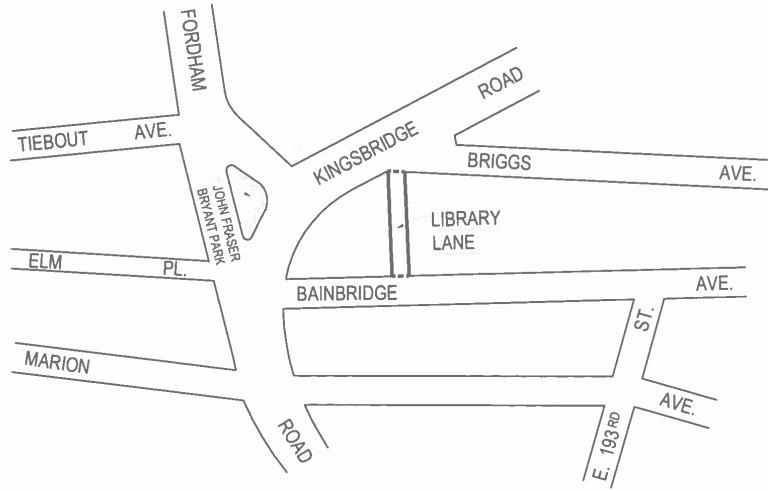 FORDHAM
KINGSBRIDGE ROAD
TIEBOUT AVE.
JOHN FRASER
BRYANT PARK
BRIGGS AVE.
LIBRARY
LANE
ELM PL.
BAINBRIDGE AVE.
MARION AVE.
ROAD
E. 193RD ST.